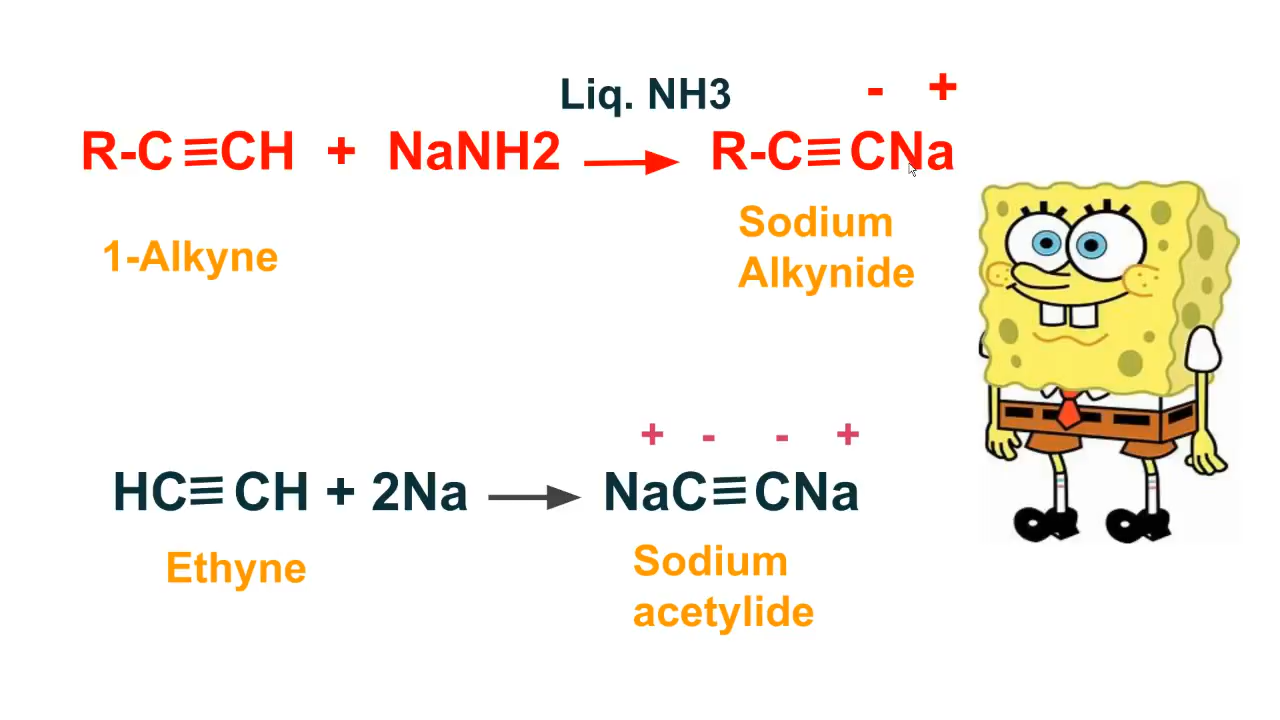 Liq. NH3 - +
R-C≡CH + NaNH2 → R-C≡CNa
1-Alkyne
Sodium
Alkynide
+ - - +
HC≡CH + 2Na → NaC≡CNa
Ethyne
Sodium
acetylide